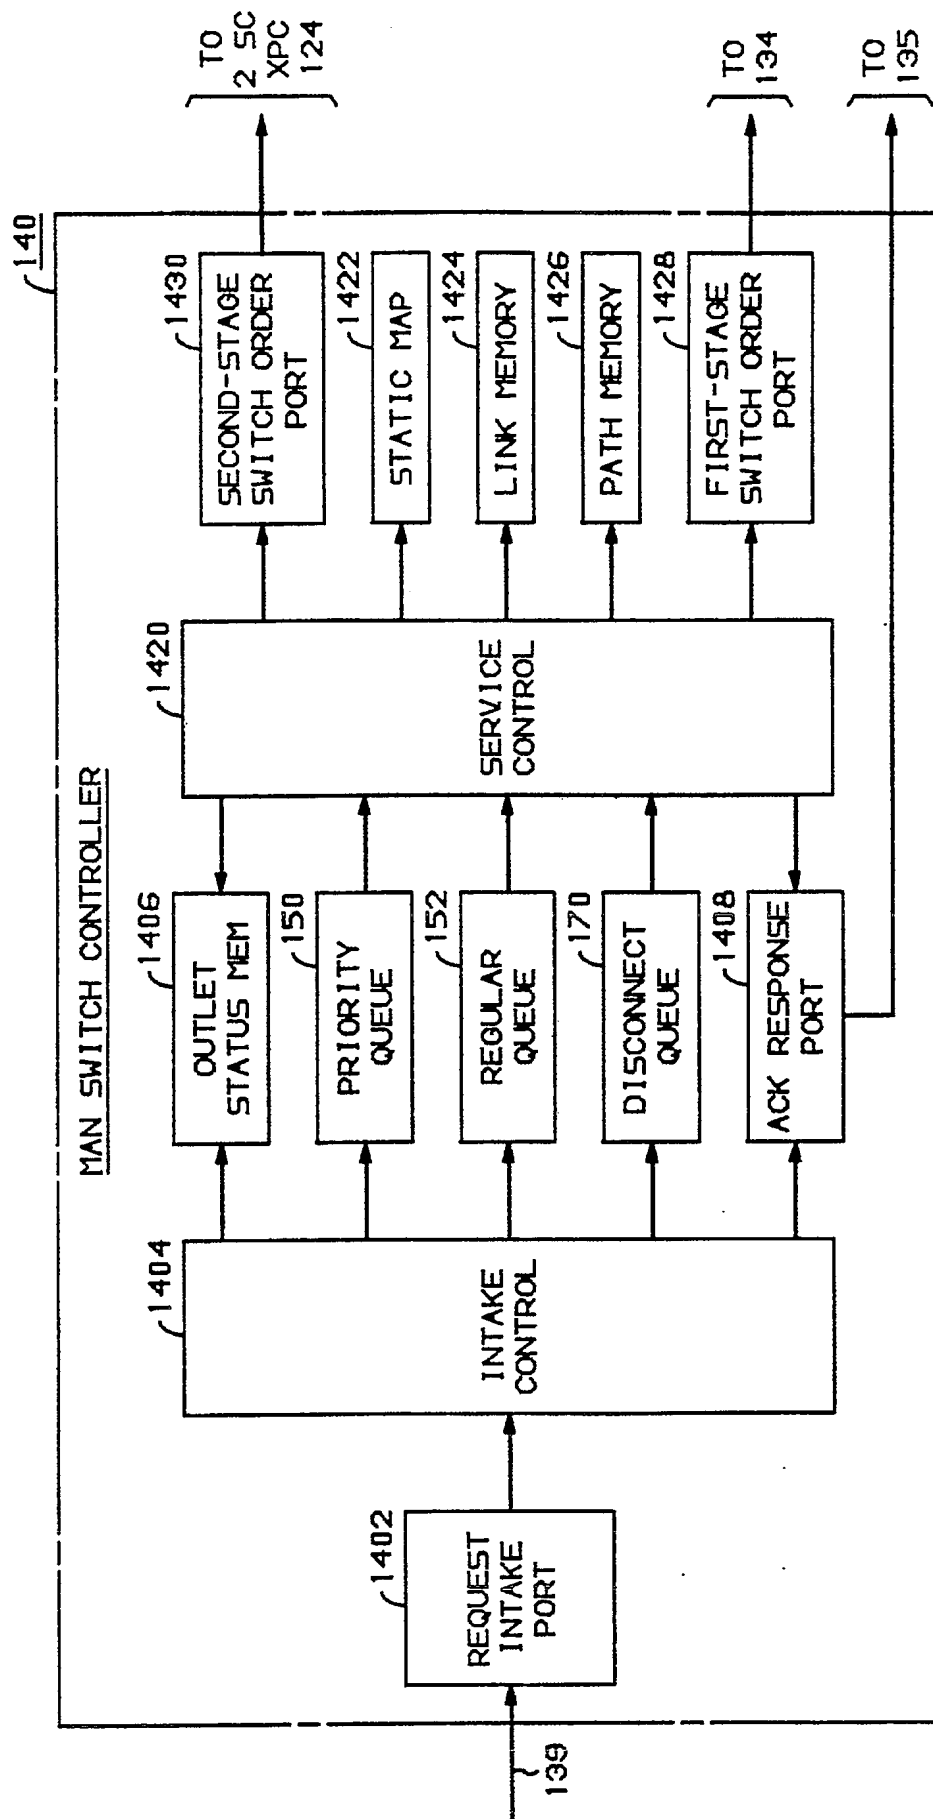 MAN SWITCH CONTROLLER
140
139
1402
REQUEST
INTAKE
PORT
1404
INTAKE
CONTROL
1406
OUTLET
STATUS MEM
150
PRIORITY
QUEUE
152
REGULAR
QUEUE
170
DISCONNECT
QUEUE
1408
ACK RESPONSE
PORT
1420
SERVICE
CONTROL
1430
SECOND-STAGE
SWITCH ORDER
PORT
1422
STATIC MAP
1424
LINK MEMORY
1426
PATH MEMORY
1428
FIRST-STAGE
SWITCH ORDER
PORT
TO
2 SC
XPC
124
TO
134
TO
135